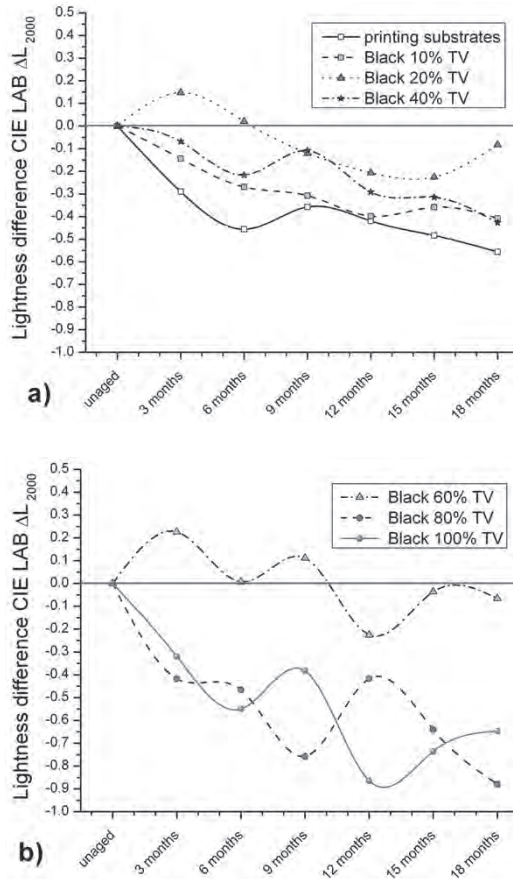 Lightness difference CIE LAB ΔL2000
0.5
0.4
0.3
0.2
0.1
0.0
-0.1
-0.2
-0.3
-0.4
-0.5
-0.6
-0.7
-0.8
-0.9
-1.0
printing substrates
Black 10% TV
Black 20% TV
Black 40% TV
unaged
3 months
6 months
9 months
12 months
15 months
18 months
a)
Lightness difference CIE LAB ΔL2000
0.5
0.4
0.3
0.2
0.1
0.0
-0.1
-0.2
-0.3
-0.4
-0.5
-0.6
-0.7
-0.8
-0.9
-1.0
Black 60% TV
Black 80% TV
Black 100% TV
unaged
3 months
6 months
9 months
12 months
15 months
18 months
b)